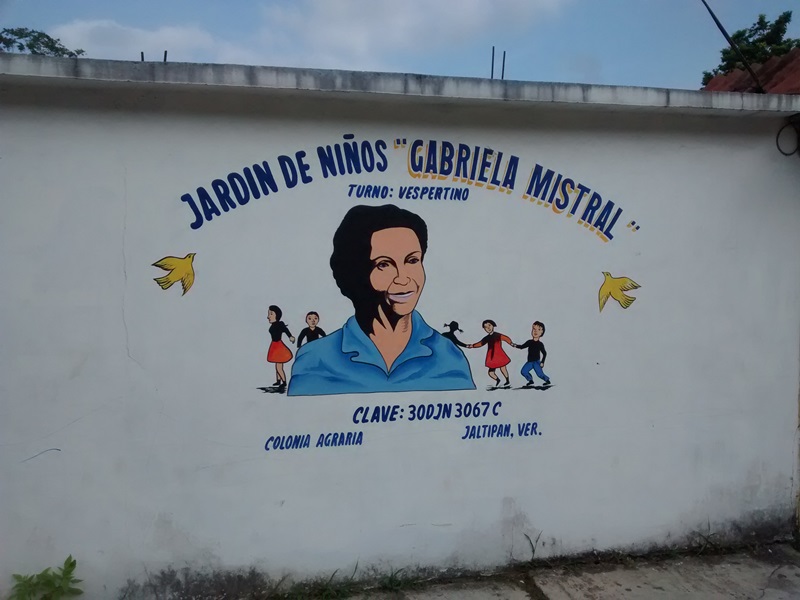 JARDIN DE NIÑOS "GABRIELA MISTRAL"
TURNO: VESPERTINO
CLAVE: 30DJN3067C
COLONIA AGRARIA
JALTIPAN, VER.